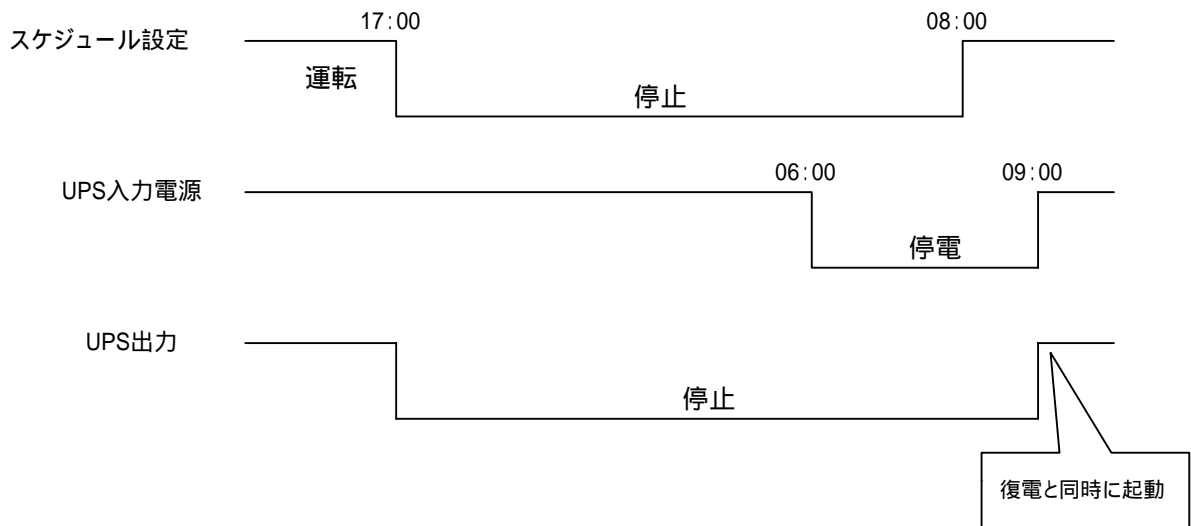 17:00 08:00
スケジュール設定
運転
停止
06:00 09:00
UPS入力電源
停電
UPS出力
停止
復電と同時に起動